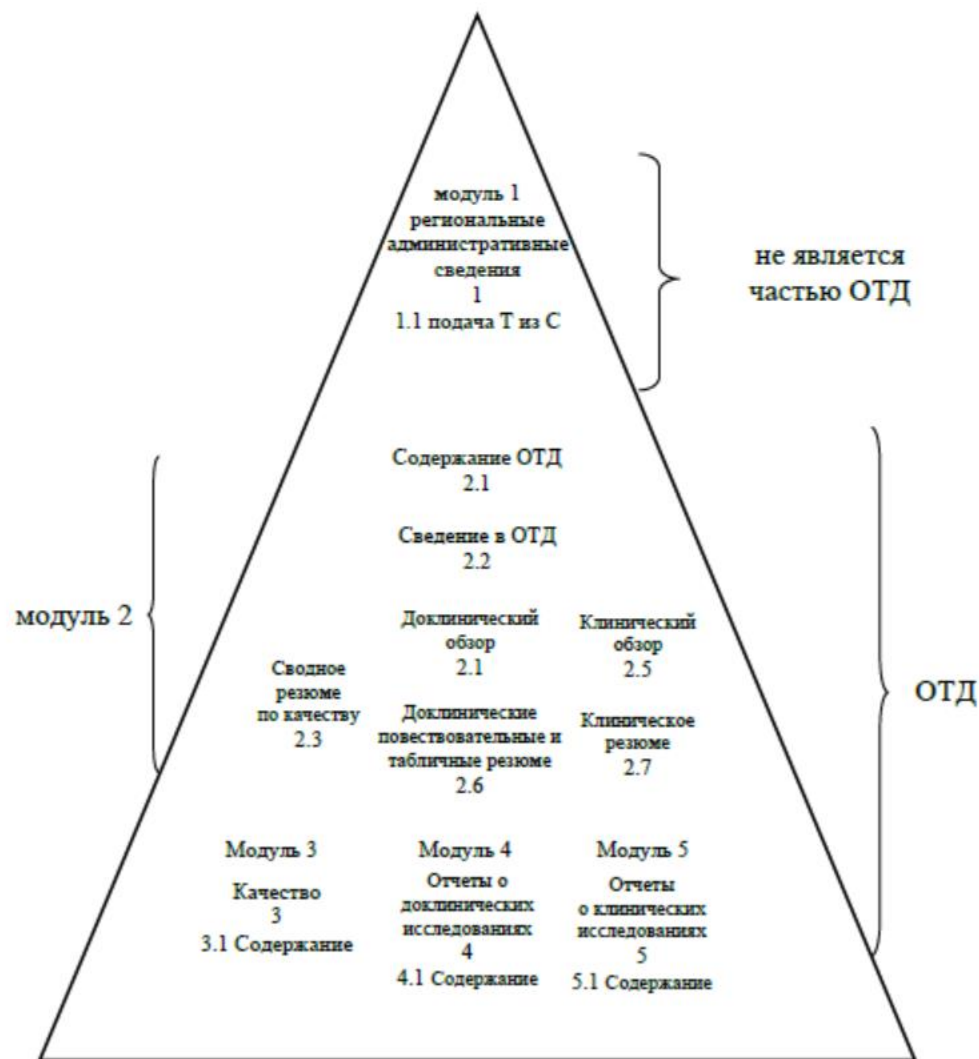 модуль 1
региональные
административные
сведения
1
1.1 подача Т из С
не является
частью ОТД
Содержание ОТД
2.1
Сведение в ОТД
2.2
модуль 2
Доклинический
обзор
2.1
Клинический
обзор
2.5
Сводное
резюме
по качеству
2.3
Доклинические
повествовательные и
табличные резюме
2.6
Клиническое
резюме
2.7
ОТД
Модуль 3
Качество
3
3.1 Содержание
Модуль 4
Отчеты о
доклинических
исследованиях
4
4.1 Содержание
Модуль 5
Отчеты
о клинических
исследованиях
5
5.1 Содержание